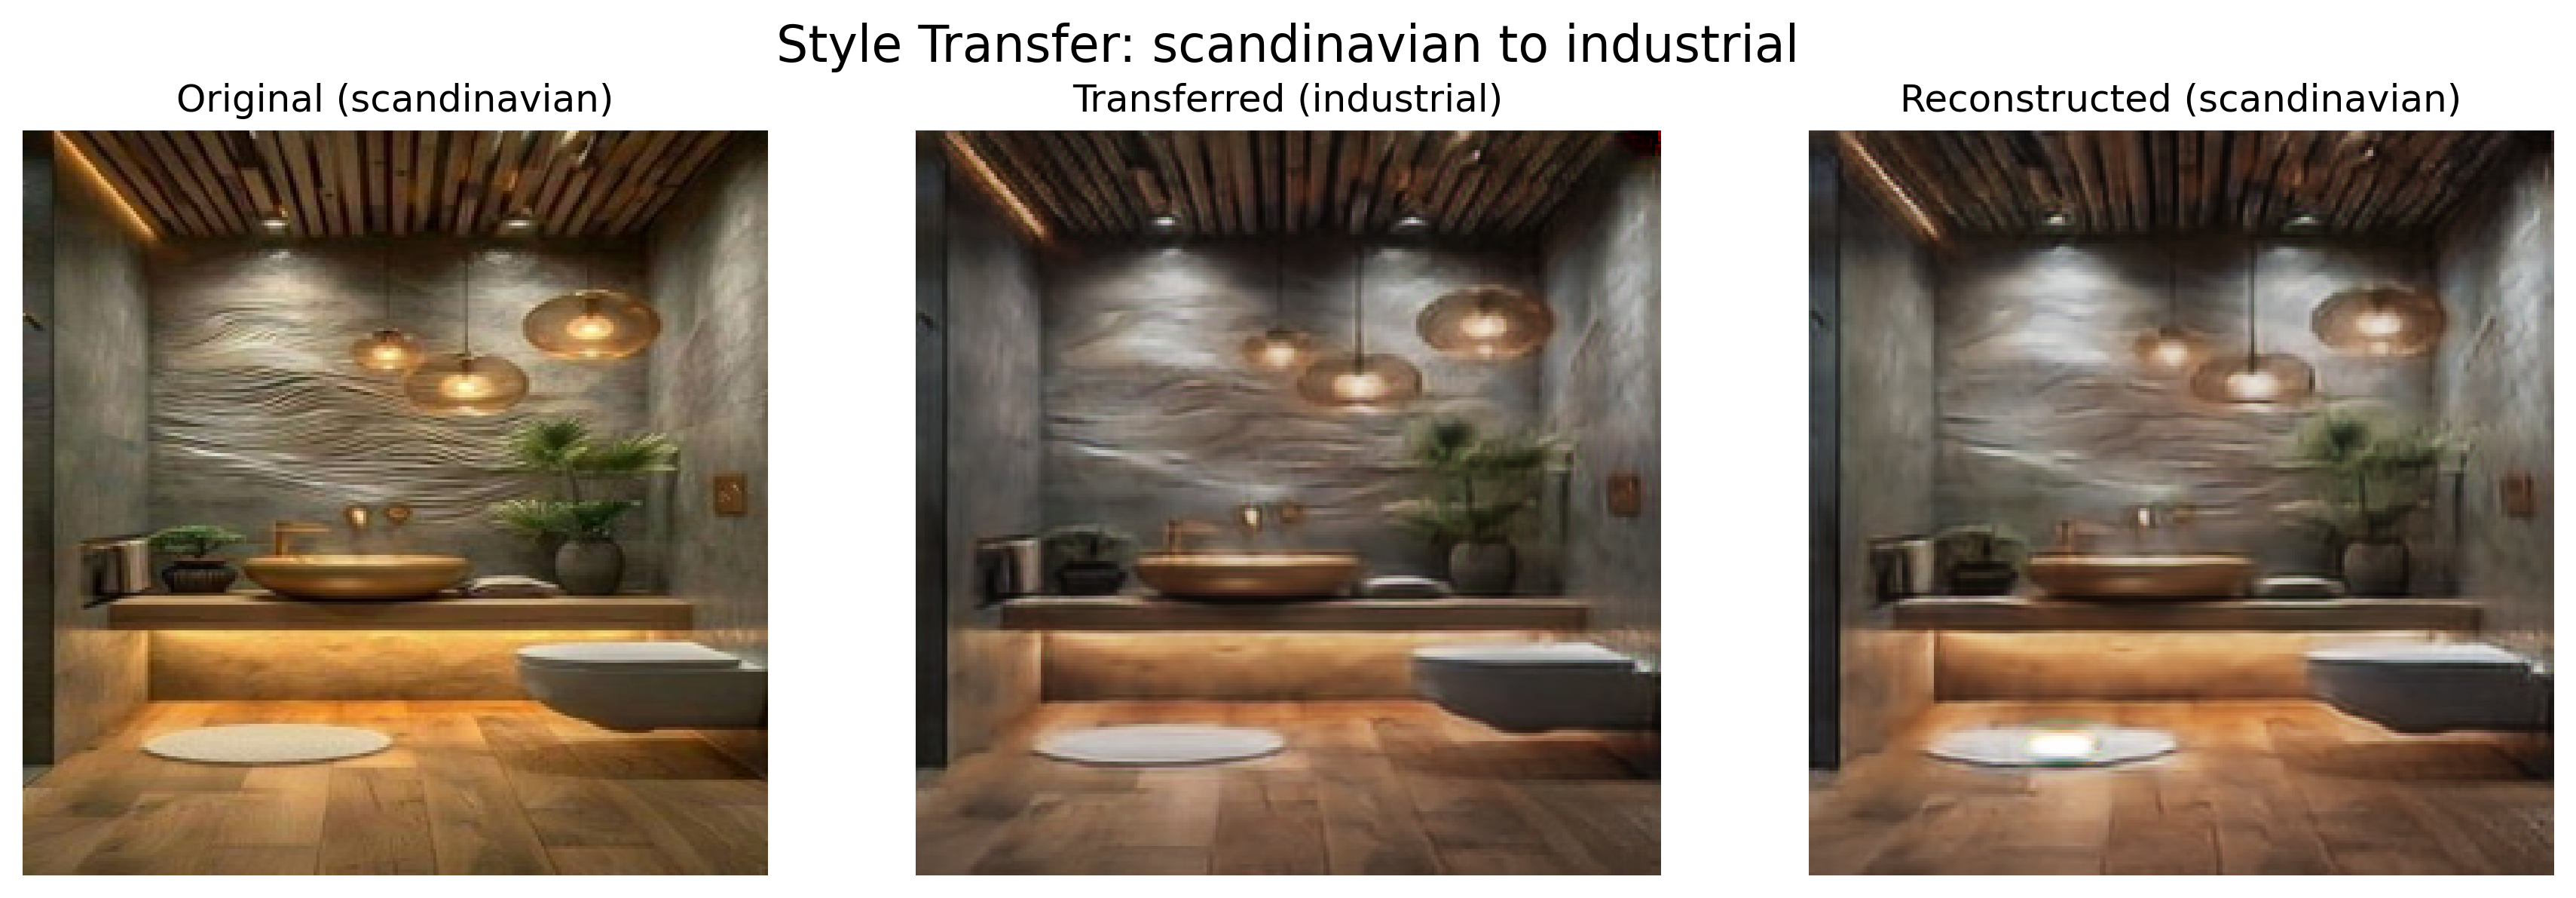 Style Transfer: scandinavian to industrial
Original (scandinavian)
Transferred (industrial)
Reconstructed (scandinavian)